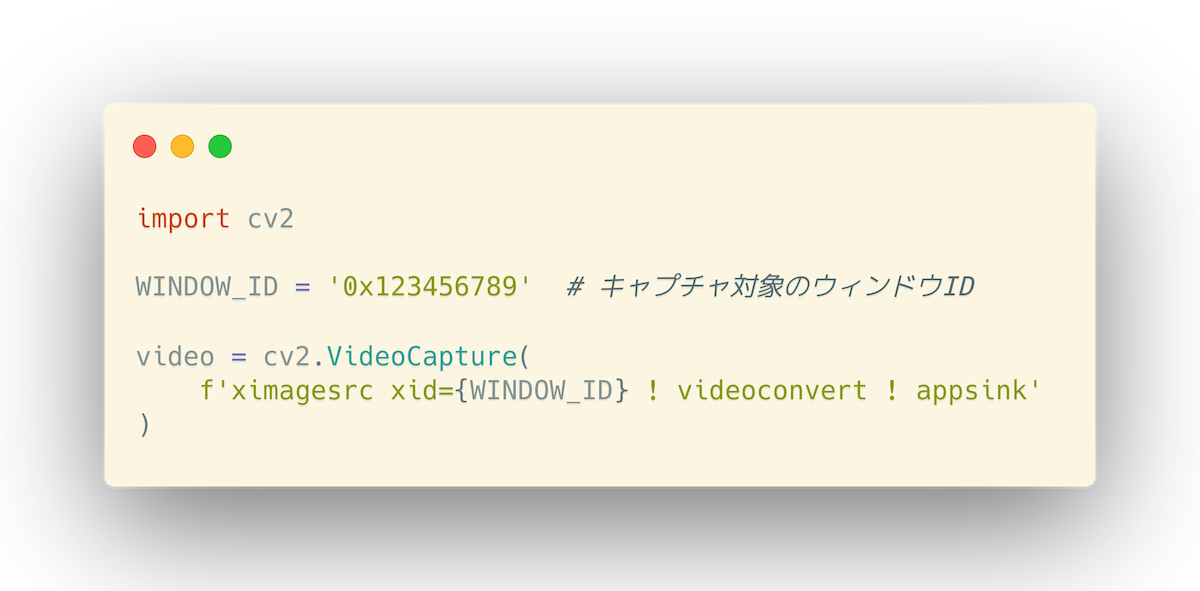 import cv2
WINDOW_ID = '0x123456789'  # キャプチャ対象のウィンドウID
video = cv2.VideoCapture(
    f'ximagesrc xid={WINDOW_ID} ! videoconvert ! appsink'
)